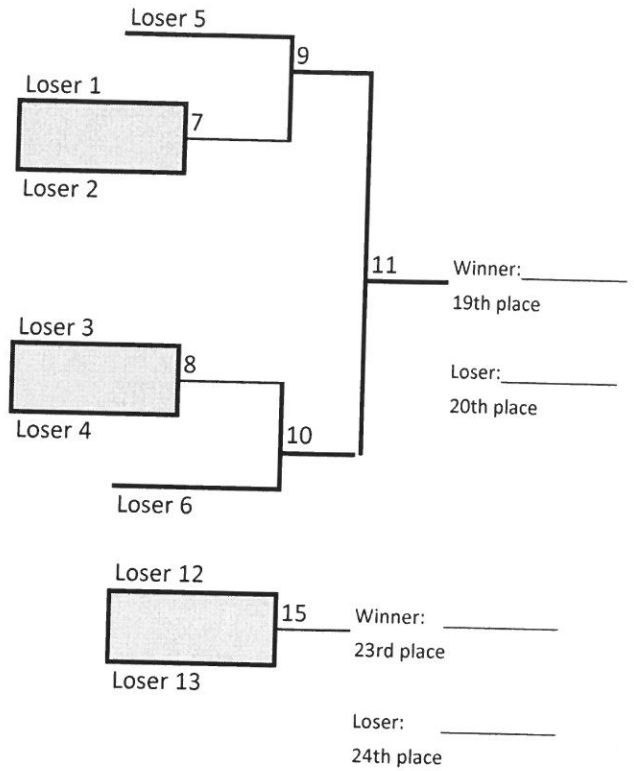 Loser 5
9
Loser 1
7
Loser 2
11
Winner:
19th place
Loser 3
8
Loser:
20th place
Loser 4
10
Loser 6
Loser 12
15
Winner:
23rd place
Loser 13
Loser:
24th place